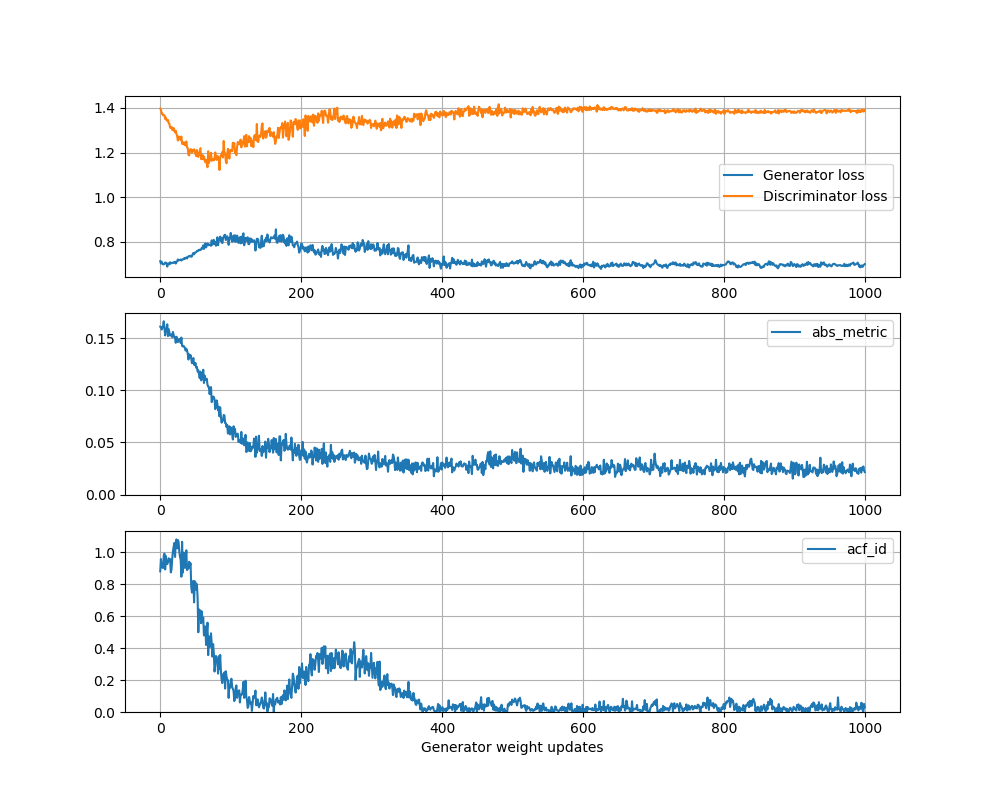 1.4
1.2
1.0
0.8
Generator loss
Discriminator loss
0 200 400 600 800 1000
0.15
0.10
0.05
0.00
abs_metric
0 200 400 600 800 1000
1.0
0.8
0.6
0.4
0.2
0.0
acf_id
0 200 400 600 800 1000
Generator weight updates